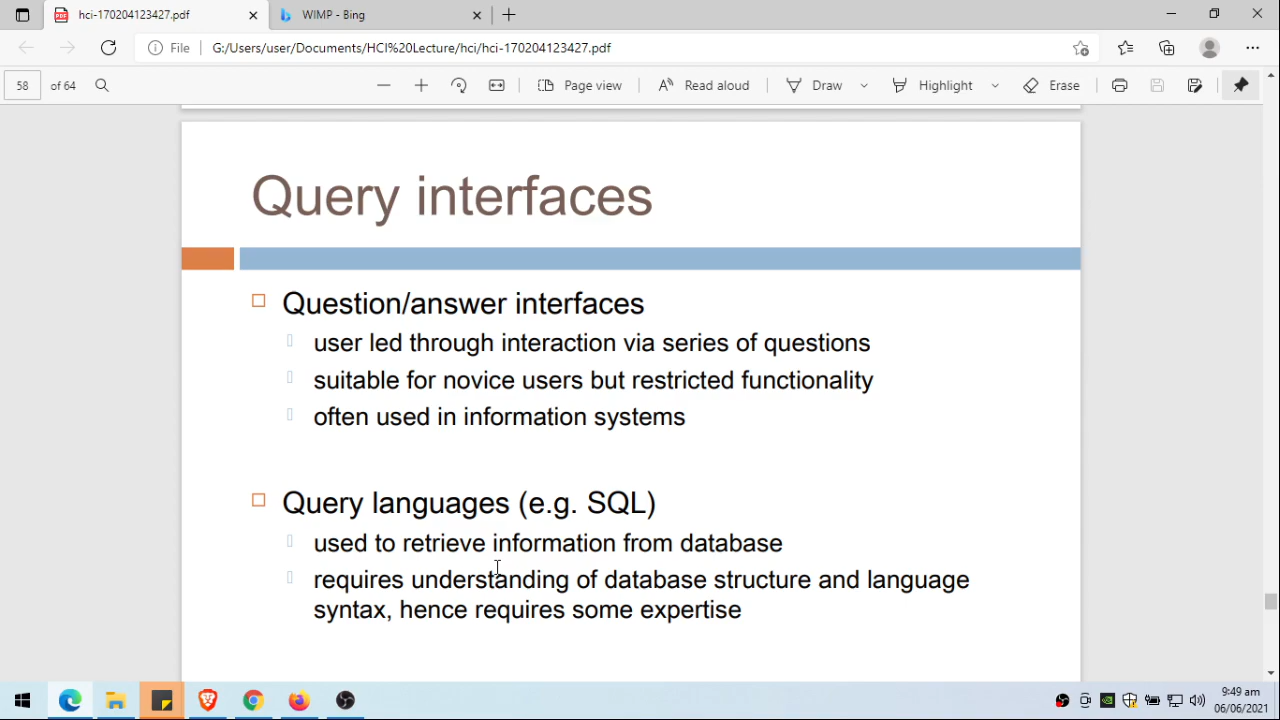 hci-170204123427.pdf
WIMP - Bing
File
G:/Users/user/Documents/HCI%20Lecture/hci/hci-170204123427.pdf
58 of 64
Page view
Read aloud
Draw
Highlight
Erase
Query interfaces
Question/answer interfaces
user led through interaction via series of questions
suitable for novice users but restricted functionality
often used in information systems
Query languages (e.g. SQL)
used to retrieve information from database
requires understanding of database structure and language
syntax, hence requires some expertise
9:49 am
06/06/2021